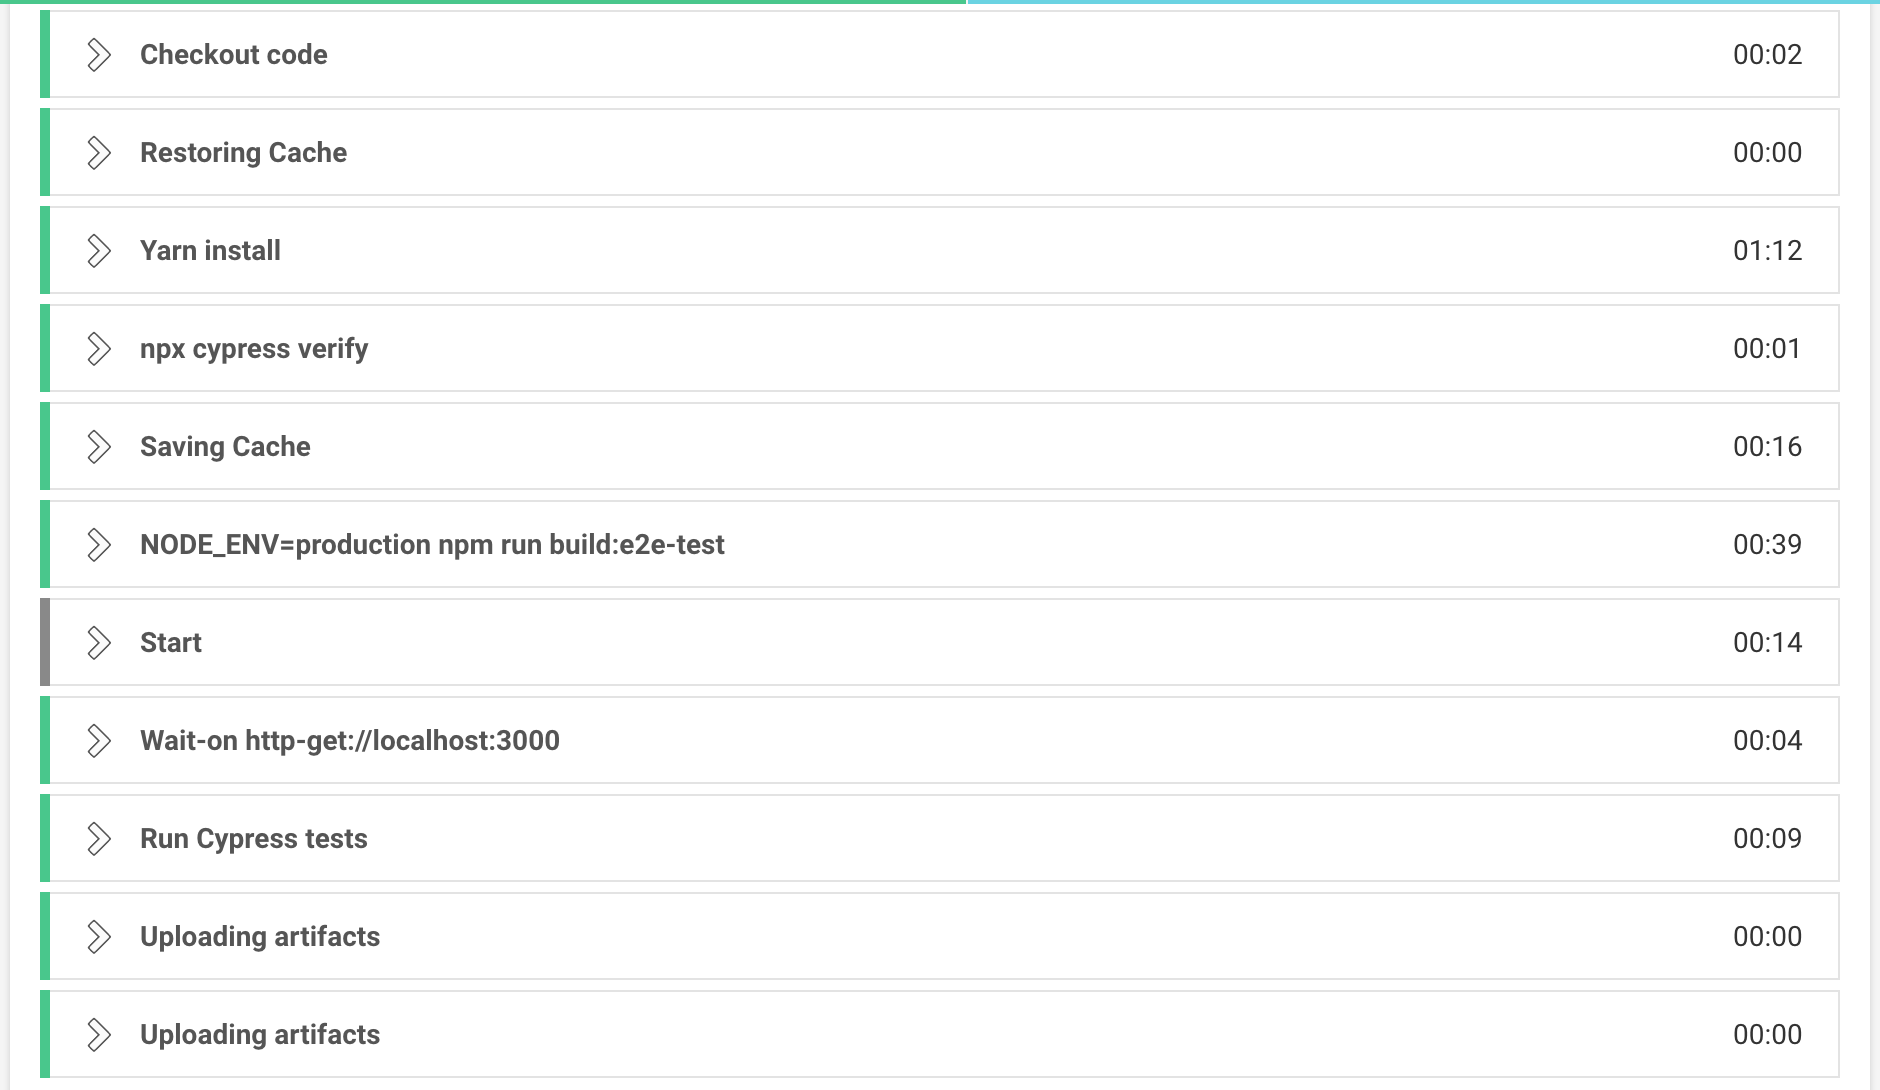 Checkout code 00:02
Restoring Cache 00:00
Yarn install 01:12
npx cypress verify 00:01
Saving Cache 00:16
NODE_ENV=production npm run build:e2e-test 00:39
Start 00:14
Wait-on http-get://localhost:3000 00:04
Run Cypress tests 00:09
Uploading artifacts 00:00
Uploading artifacts 00:00